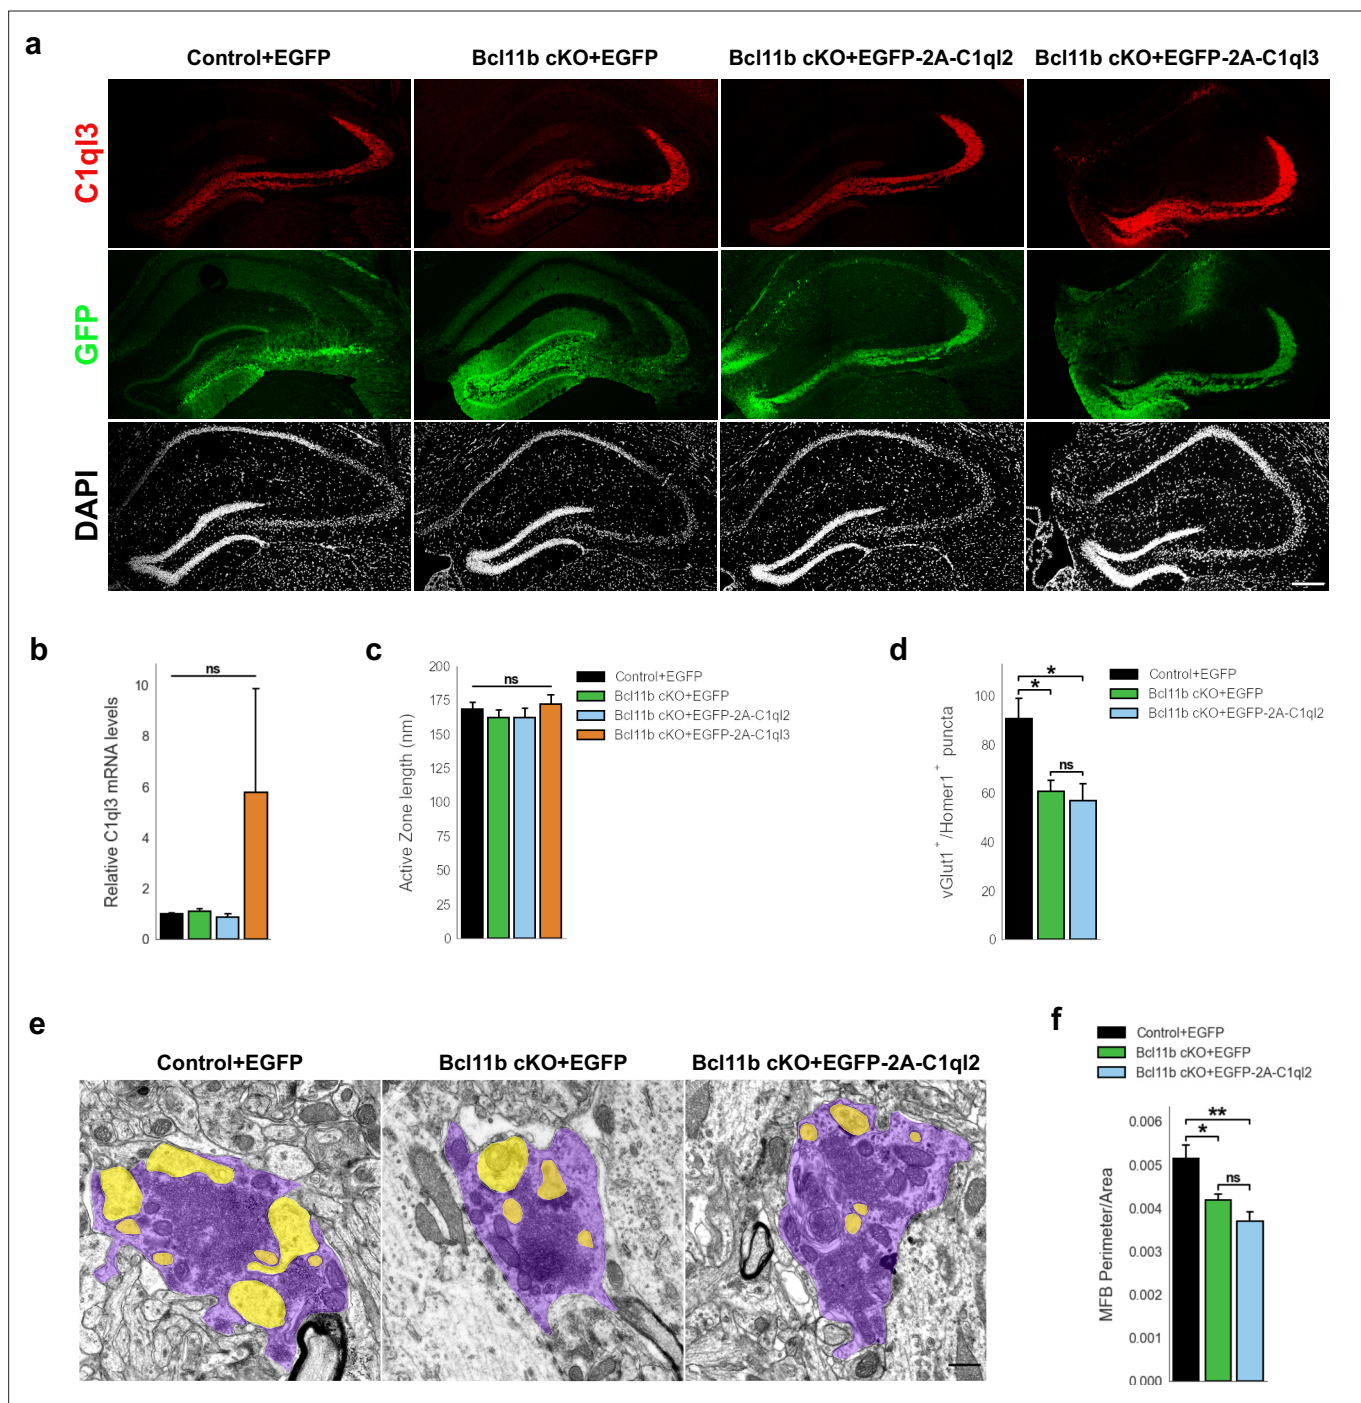 a
Control+EGFP
Bcl11b cKO+EGFP
Bcl11b cKO+EGFP-2A-C1ql2
Bcl11b cKO+EGFP-2A-C1ql3
C1ql3
GFP
DAPI
b
ns
Relative C1ql3 mRNA levels
10
8
6
4
2
0
c
ns
Active Zone length (nm)
200
175
150
125
100
75
50
25
0
Control+EGFP
Bcl11b cKO+EGFP
Bcl11b cKO+EGFP-2A-C1ql2
Bcl11b cKO+EGFP-2A-C1ql3
d
*
*
ns
vGlut1⁺/Homer1⁺ puncta
100
80
60
40
20
0
Control+EGFP
Bcl11b cKO+EGFP
Bcl11b cKO+EGFP-2A-C1ql2
e
Control+EGFP
Bcl11b cKO+EGFP
Bcl11b cKO+EGFP-2A-C1ql2
f
Control+EGFP
Bcl11b cKO+EGFP
Bcl11b cKO+EGFP-2A-C1ql2
**
*
ns
MFB Perimeter/Area
0.006
0.005
0.004
0.003
0.002
0.001
0.000